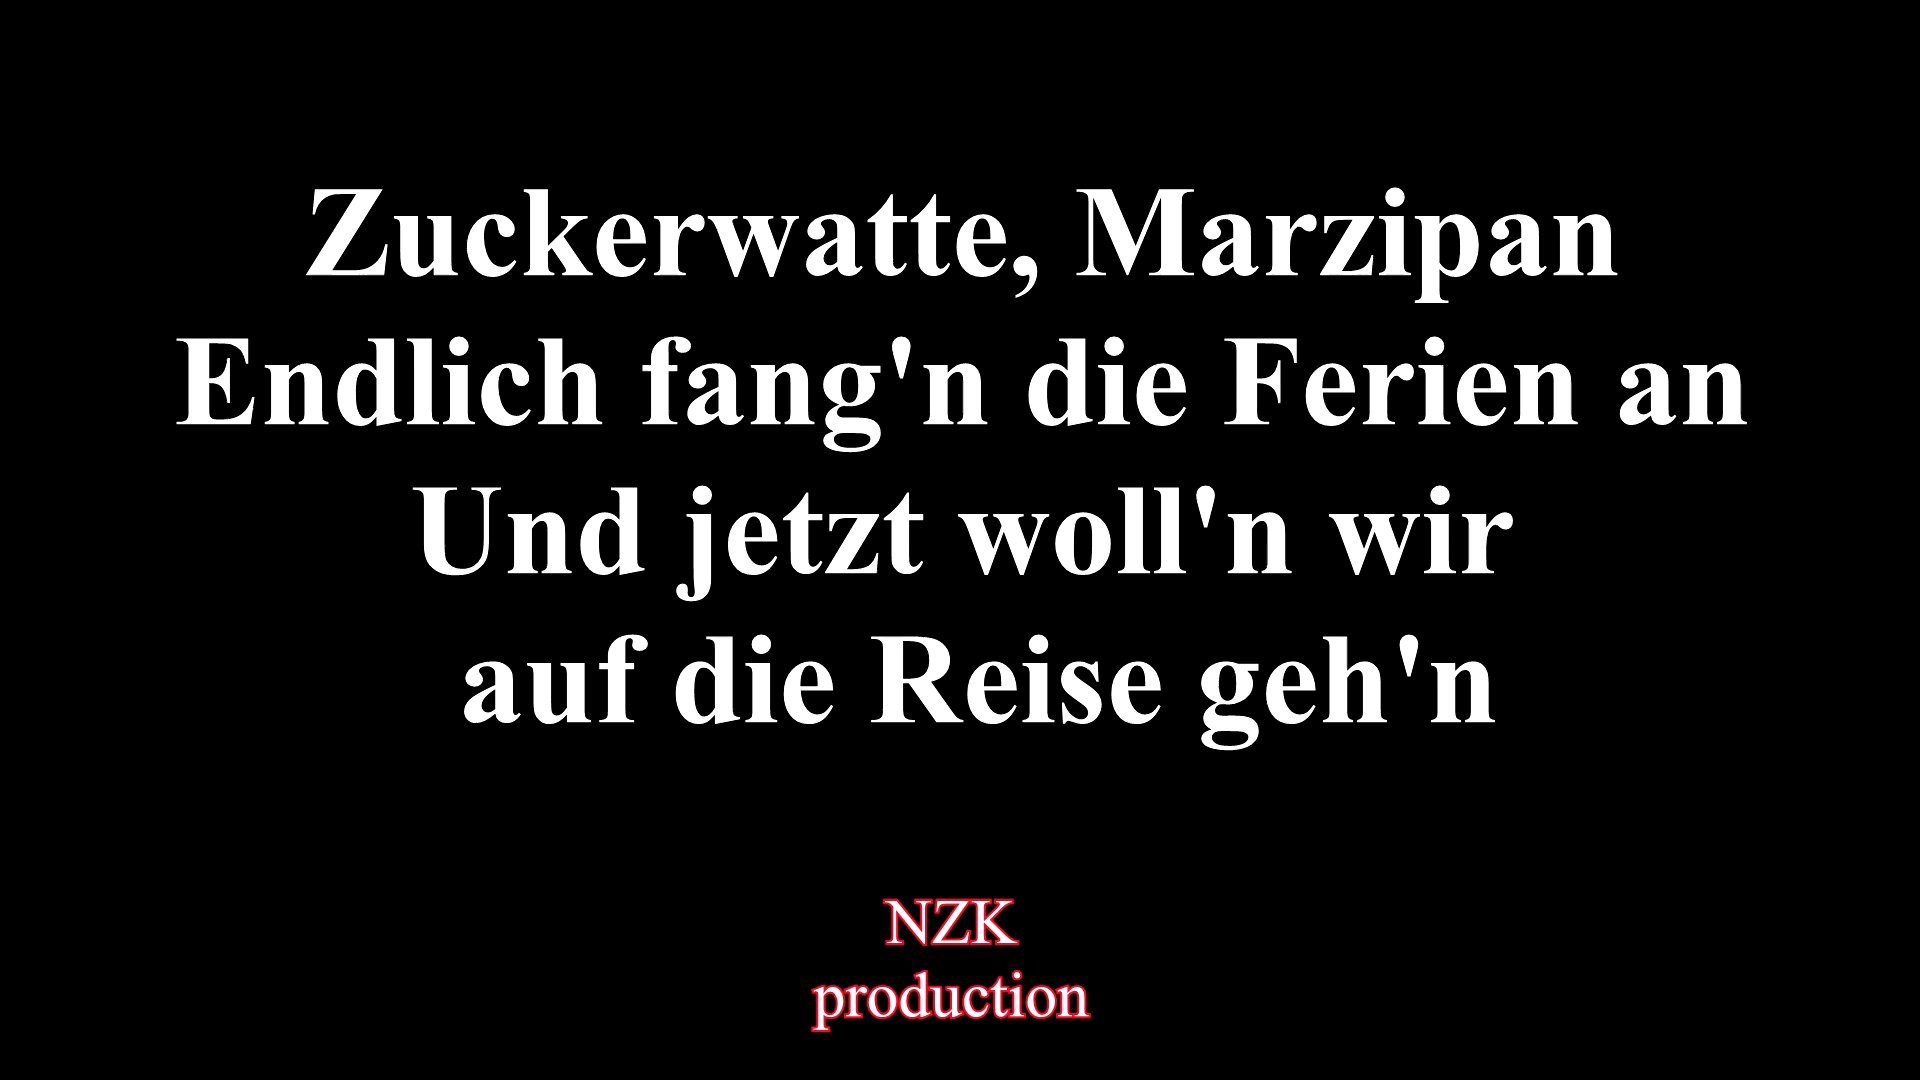 Zuckerwatte, Marzipan
Endlich fang'n die Ferien an
Und jetzt woll'n wir
auf die Reise geh'n
NZK
production